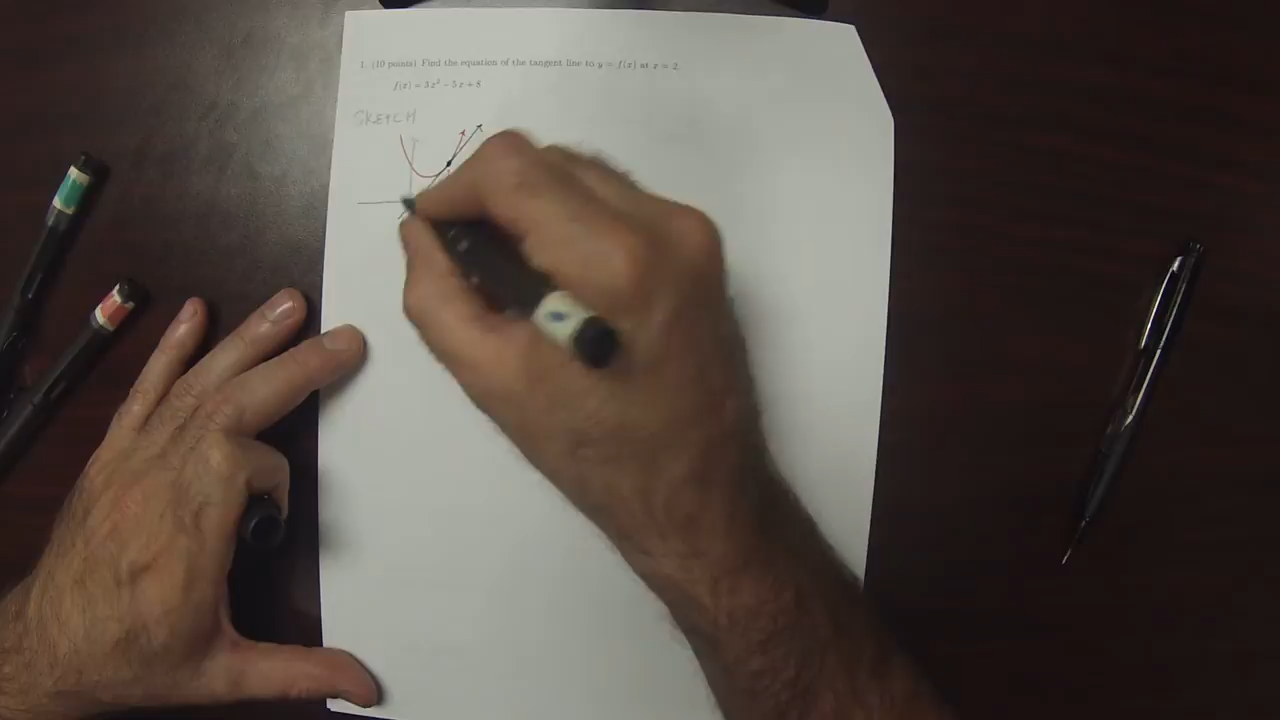 1. (10 points) Find the equation of the tangent line to y = f(x) at x = 2.
f(x) = 3x² − 5x + 8
SKETCH